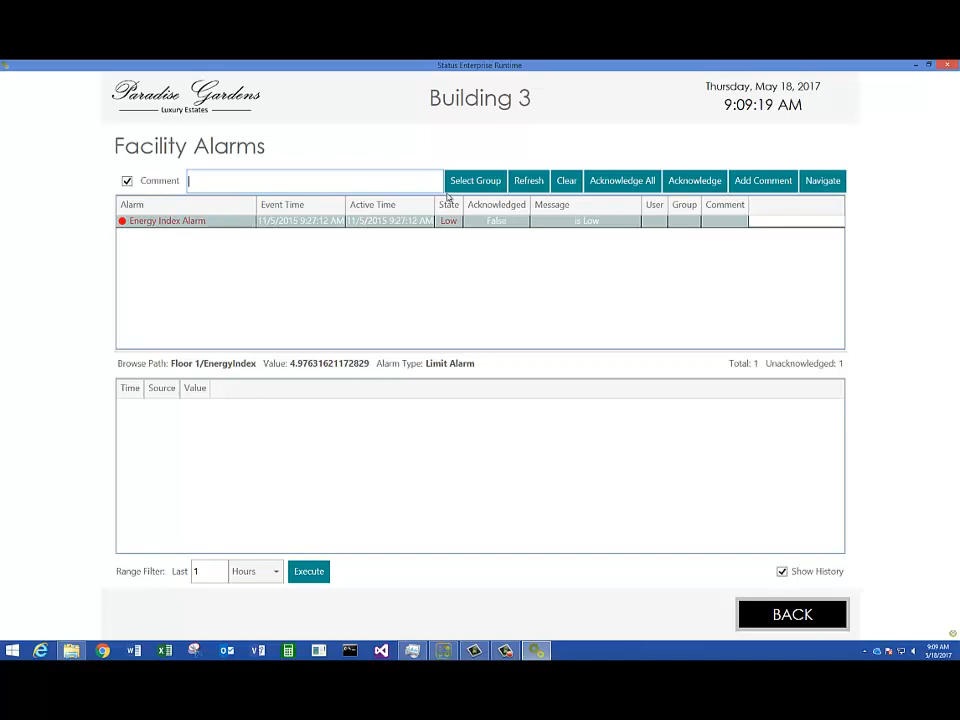 Status Enterprise Runtime
Paradise Gardens
Luxury Estates
Building 3
Thursday, May 18, 2017
9:09:19 AM
Facility Alarms
Comment Select Group Refresh Clear Acknowledge All Acknowledge Add Comment Navigate
Alarm Event Time Active Time State Acknowledged Message User Group Comment
Energy Index Alarm 11/5/2015 9:27:12 AM 11/5/2015 9:27:12 AM Low False is Low
Browse Path: Floor 1/EnergyIndex Value: 4.97631621172829 Alarm Type: Limit Alarm Total: 1 Unacknowledged: 1
Time Source Value
Range Filter: Last 1 Hours Execute Show History
BACK
9:09 AM
5/18/2017